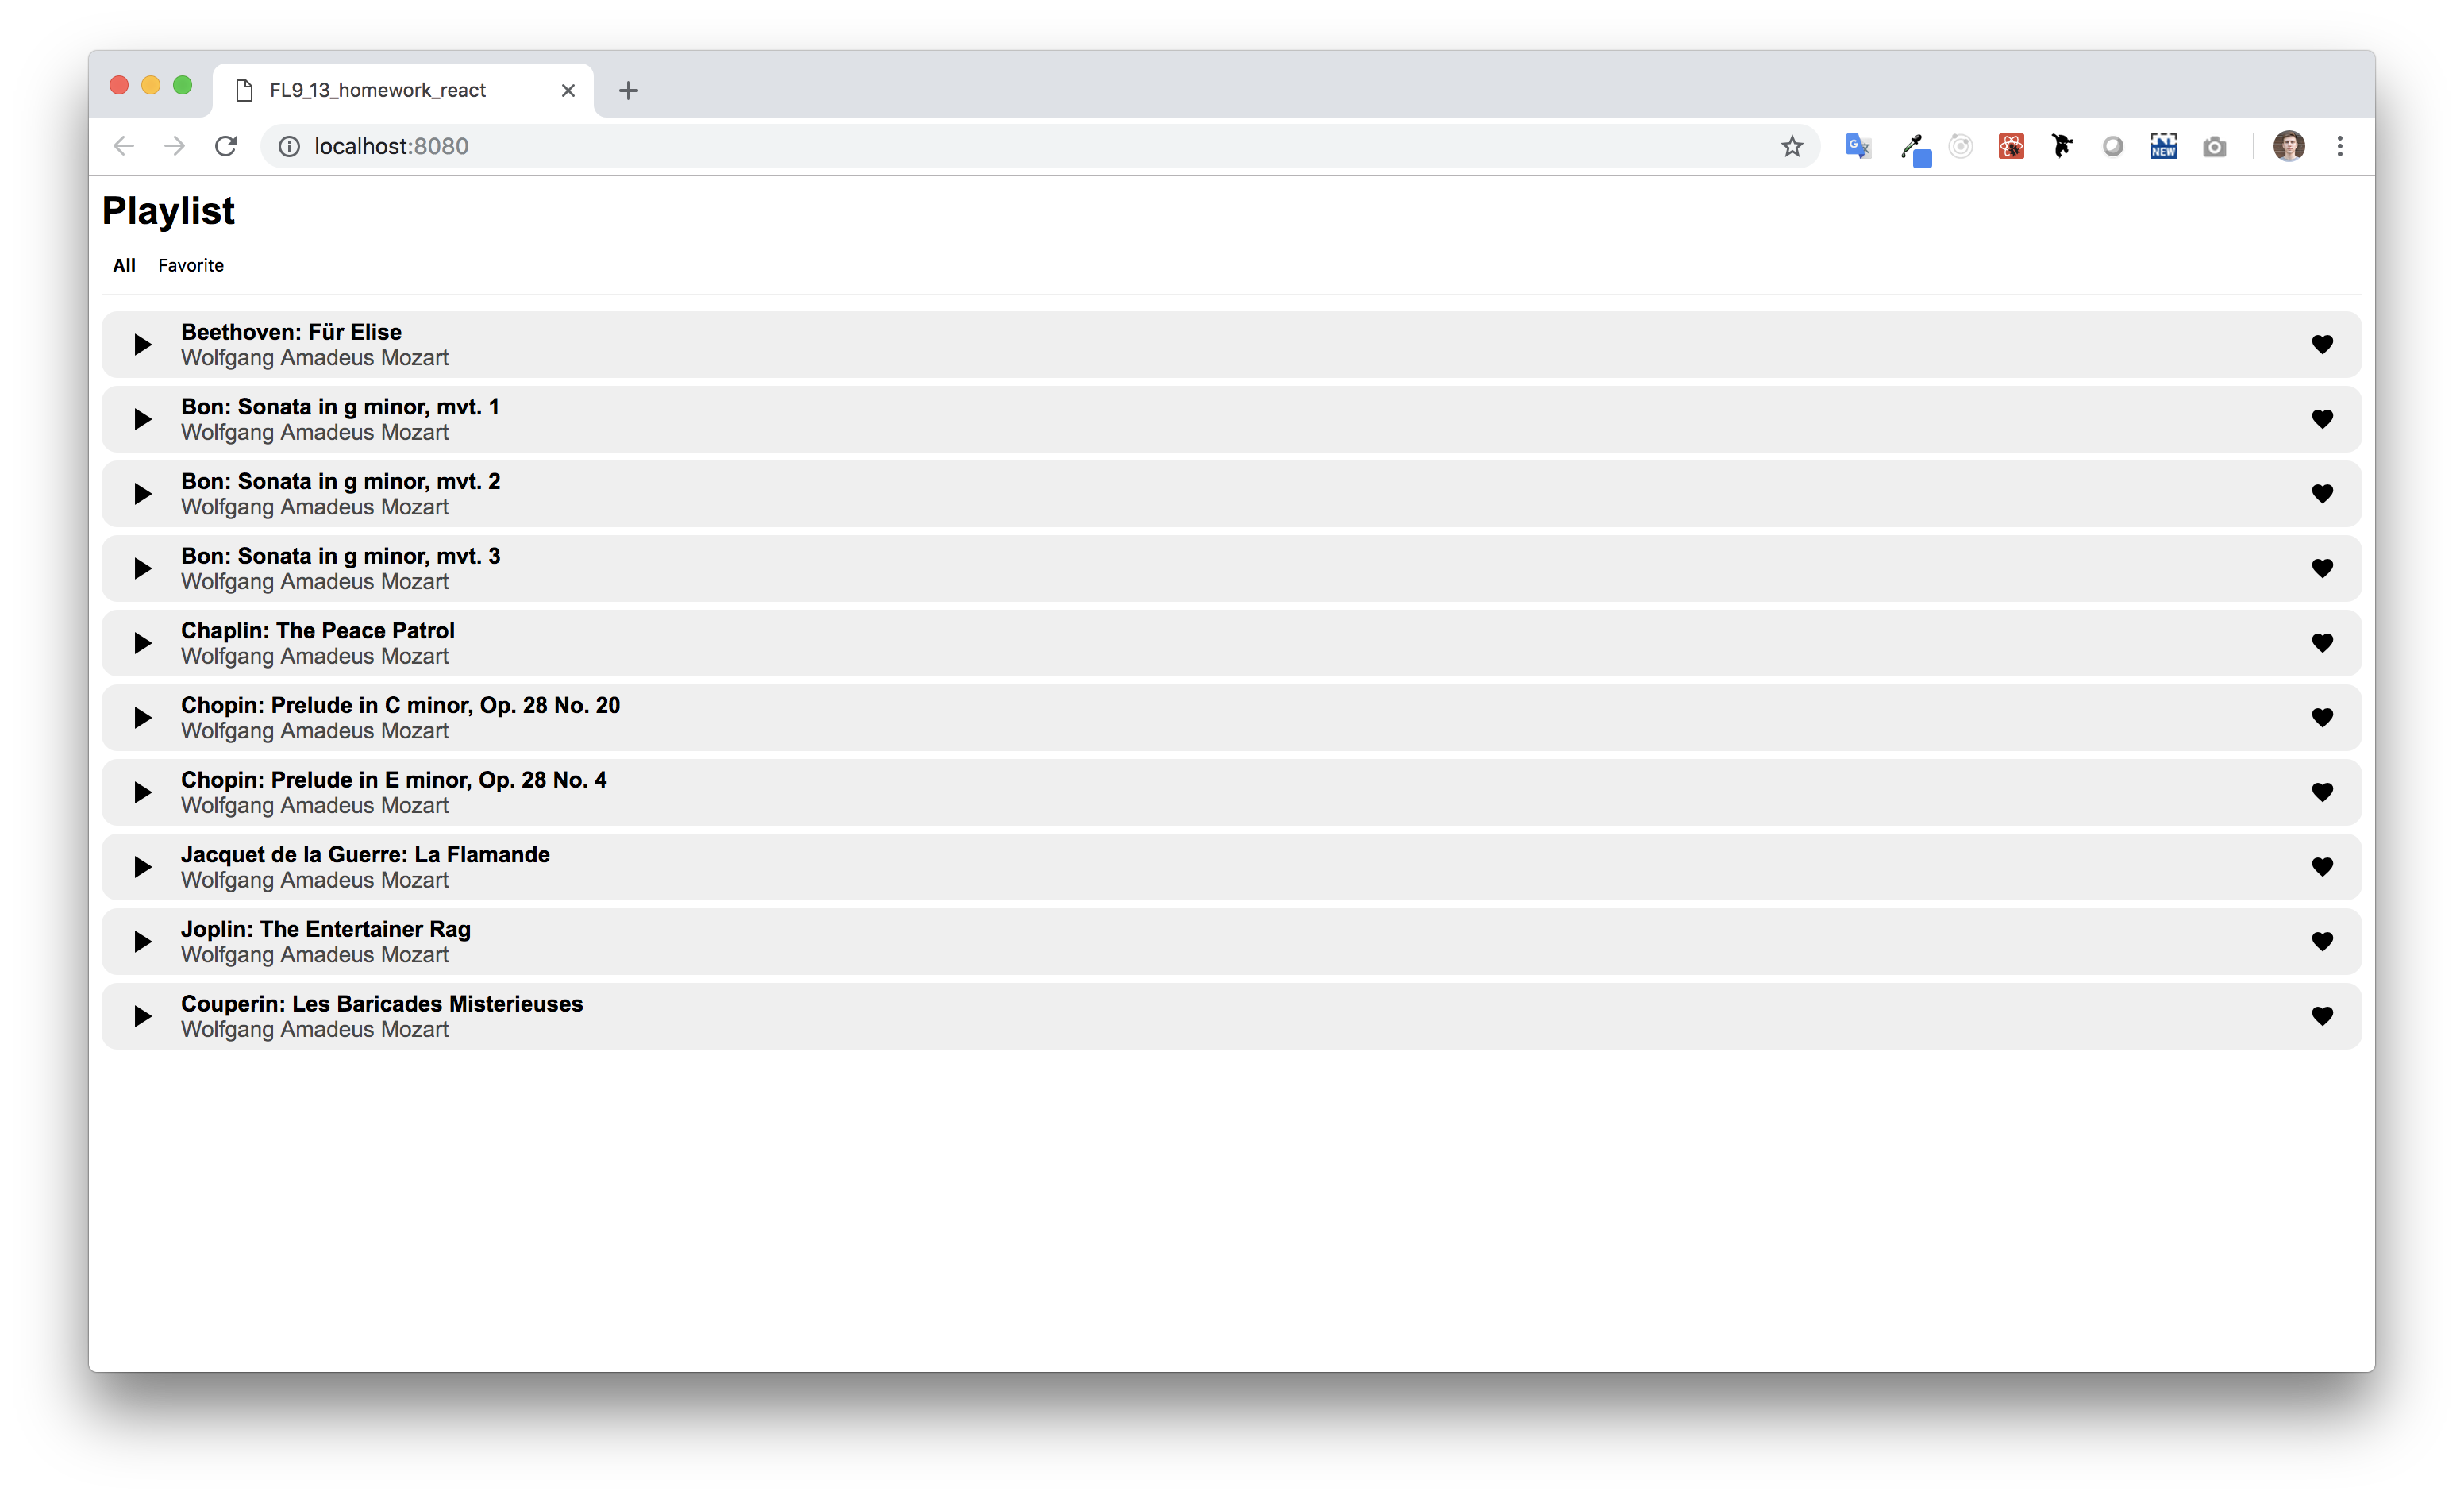 FL9_13_homework_react
localhost:8080
NEW
Playlist
All Favorite
Beethoven: Für Elise
Wolfgang Amadeus Mozart
Bon: Sonata in g minor, mvt. 1
Wolfgang Amadeus Mozart
Bon: Sonata in g minor, mvt. 2
Wolfgang Amadeus Mozart
Bon: Sonata in g minor, mvt. 3
Wolfgang Amadeus Mozart
Chaplin: The Peace Patrol
Wolfgang Amadeus Mozart
Chopin: Prelude in C minor, Op. 28 No. 20
Wolfgang Amadeus Mozart
Chopin: Prelude in E minor, Op. 28 No. 4
Wolfgang Amadeus Mozart
Jacquet de la Guerre: La Flamande
Wolfgang Amadeus Mozart
Joplin: The Entertainer Rag
Wolfgang Amadeus Mozart
Couperin: Les Baricades Misterieuses
Wolfgang Amadeus Mozart